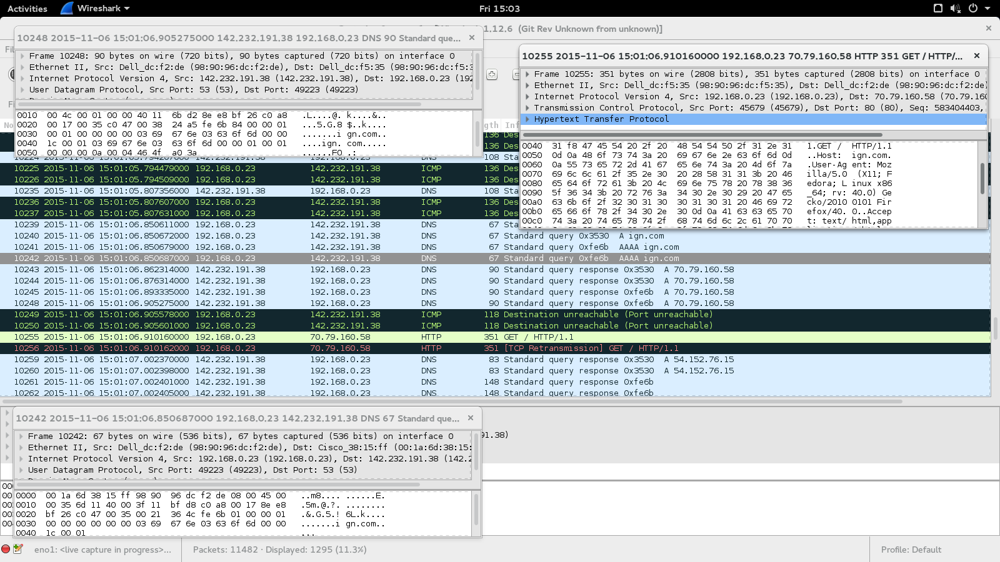 Activities Wireshark Fri 15:03
1.12.6 (Git Rev Unknown from unknown)]
10248 2015-11-06 15:01:06.905275000 142.232.191.38 192.168.0.23 DNS 90 Standard que...
Frame 10248: 90 bytes on wire (720 bits), 90 bytes captured (720 bits) on interface 0
Ethernet II, Src: Dell_dc:f2:de (98:90:96:dc:f2:de), Dst: Dell_dc:f5:35 (98:90:96:dc:f5:3
Internet Protocol Version 4, Src: 142.232.191.38 (142.232.191.38), Dst: 192.168.0.23 (192
User Datagram Protocol, Src Port: 53 (53), Dst Port: 49223 (49223)
0010 00 4c 00 01 00 00 40 11 6b d2 8e e8 bf 26 c0 a8 .L....@. k....&..
0020 00 17 00 35 c0 47 00 38 24 a5 fe 6b 84 00 00 01 ...5.G.8 $..k....
0030 00 01 00 00 00 00 03 69 67 6e 03 63 6f 6d 00 00 .......i gn.com..
0040 1c 00 01 03 69 67 6e 03 63 6f 6d 00 00 01 00 01 ....ign. com.....
0050 00 00 00 0a 00 04 46 4f a0 3a ......FO .:
10255 2015-11-06 15:01:06.910160000 192.168.0.23 70.79.160.58 HTTP 351 GET / HTTP/...
Frame 10255: 351 bytes on wire (2808 bits), 351 bytes captured (2808 bits) on interface 0
Ethernet II, Src: Dell_dc:f5:35 (98:90:96:dc:f5:35), Dst: Dell_dc:f2:de (98:90:96:dc:f2:de)
Internet Protocol Version 4, Src: 192.168.0.23 (192.168.0.23), Dst: 70.79.160.58 (70.79.160
Transmission Control Protocol, Src Port: 45679 (45679), Dst Port: 80 (80), Seq: 583404403,
Hypertext Transfer Protocol
0040 31 f8 47 45 54 20 2f 20 48 54 54 50 2f 31 2e 31 1.GET / HTTP/1.1
0050 0d 0a 48 6f 73 74 3a 20 69 67 6e 2e 63 6f 6d 0d ..Host: ign.com.
0060 0a 55 73 65 72 2d 41 67 65 6e 74 3a 20 4d 6f 7a .User-Ag ent: Moz
0070 69 6c 6c 61 2f 35 2e 30 20 28 58 31 31 3b 20 46 illa/5.0 (X11; F
0080 65 64 6f 72 61 3b 20 4c 69 6e 75 78 20 78 38 36 edora; L inux x86
0090 5f 36 34 3b 20 72 76 3a 34 30 2e 30 29 20 47 65 _64; rv: 40.0) Ge
00a0 63 6b 6f 2f 32 30 31 30 30 31 30 31 20 46 69 72 cko/2010 0101 Fir
00b0 65 66 6f 78 2f 34 30 2e 30 0d 0a 41 63 63 65 70 efox/40. 0..Accep
00c0 74 3a 20 74 65 78 74 2f 68 74 6d 6c 2c 61 70 70 t: text/ html,app
No gth Inf
136 Des
136 Des
108 Sta
10225 2015-11-06 15:01:05.794479000 192.168.0.23 142.232.191.38 ICMP 136 Des
10226 2015-11-06 15:01:05.794509000 192.168.0.23 142.232.191.38 ICMP 136 Des
10235 2015-11-06 15:01:05.807356000 142.232.191.38 192.168.0.23 DNS 108 Sta
10236 2015-11-06 15:01:05.807607000 192.168.0.23 142.232.191.38 ICMP 136 Des
10237 2015-11-06 15:01:05.807631000 192.168.0.23 142.232.191.38 ICMP 136 Des
10239 2015-11-06 15:01:06.850611000 192.168.0.23 142.232.191.38 DNS 67 Sta
10240 2015-11-06 15:01:06.850672000 192.168.0.23 142.232.191.38 DNS 67 Standard query 0x3530 A ign.com
10241 2015-11-06 15:01:06.850679000 192.168.0.23 142.232.191.38 DNS 67 Standard query 0xfe6b AAAA ign.com
10242 2015-11-06 15:01:06.850687000 192.168.0.23 142.232.191.38 DNS 67 Standard query 0xfe6b AAAA ign.com
10243 2015-11-06 15:01:06.862314000 142.232.191.38 192.168.0.23 DNS 90 Standard query response 0x3530 A 70.79.160.58
10244 2015-11-06 15:01:06.876314000 142.232.191.38 192.168.0.23 DNS 90 Standard query response 0x3530 A 70.79.160.58
10245 2015-11-06 15:01:06.893335000 142.232.191.38 192.168.0.23 DNS 90 Standard query response 0xfe6b A 70.79.160.58
10248 2015-11-06 15:01:06.905275000 142.232.191.38 192.168.0.23 DNS 90 Standard query response 0xfe6b A 70.79.160.58
10249 2015-11-06 15:01:06.905578000 192.168.0.23 142.232.191.38 ICMP 118 Destination unreachable (Port unreachable)
10250 2015-11-06 15:01:06.905601000 192.168.0.23 142.232.191.38 ICMP 118 Destination unreachable (Port unreachable)
10255 2015-11-06 15:01:06.910160000 192.168.0.23 70.79.160.58 HTTP 351 GET / HTTP/1.1
10256 2015-11-06 15:01:06.910162000 192.168.0.23 70.79.160.58 HTTP 351 [TCP Retransmission] GET / HTTP/1.1
10259 2015-11-06 15:01:07.002370000 142.232.191.38 192.168.0.23 DNS 83 Standard query response 0x3530 A 54.152.76.15
10260 2015-11-06 15:01:07.002398000 142.232.191.38 192.168.0.23 DNS 83 Standard query response 0x3530 A 54.152.76.15
10261 2015-11-06 15:01:07.002401000 142.232.191.38 192.168.0.23 DNS 148 Standard query response 0xfe6b
10262 2015-11-06 15:01:07.002405000 142.232.191.38 192.168.0.23 DNS 148 Standard query response 0xfe6b
10242 2015-11-06 15:01:06.850687000 192.168.0.23 142.232.191.38 DNS 67 Standard que...
Frame 10242: 67 bytes on wire (536 bits), 67 bytes captured (536 bits) on interface 0
Ethernet II, Src: Dell_dc:f2:de (98:90:96:dc:f2:de), Dst: Cisco_38:15:ff (00:1a:6d:38:15:
Internet Protocol Version 4, Src: 192.168.0.23 (192.168.0.23), Dst: 142.232.191.38 (142.2
User Datagram Protocol, Src Port: 49223 (49223), Dst Port: 53 (53)
91.38)
0000 00 1a 6d 38 15 ff 98 90 96 dc f2 de 08 00 45 00 ..m8.... ......E.
0010 00 35 6d 11 40 00 3f 11 bf d8 c0 a8 00 17 8e e8 .5m.@.?. ........
0020 bf 26 c0 47 00 35 00 21 36 4c fe 6b 01 00 00 01 .&.G.5.! 6L.k....
0030 00 00 00 00 00 00 03 69 67 6e 03 63 6f 6d 00 00 .......i gn.com..
0040 1c 00 01 ...
eno1: <live capture in progress>... Packets: 11482 · Displayed: 1295 (11.3%) Profile: Default